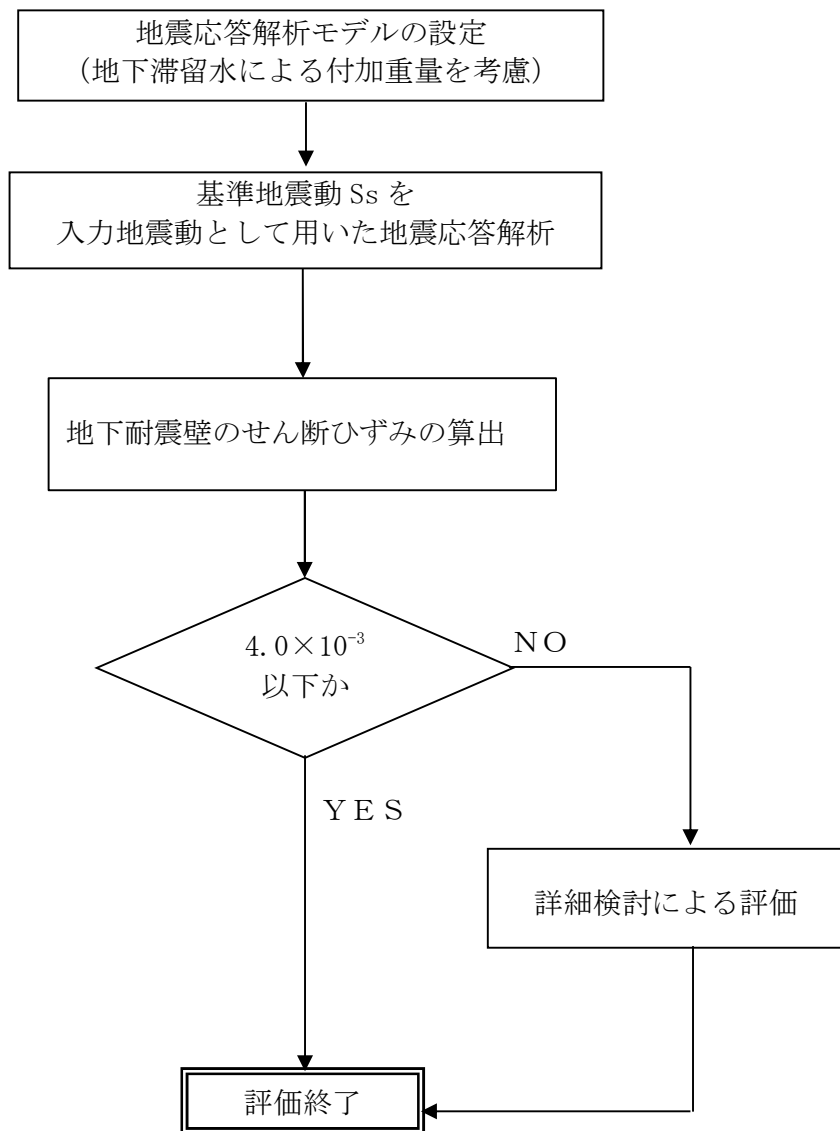 地震応答解析モデルの設定
(地下滞留水による付加重量を考慮)
基準地震動 Ss を
入力地震動として用いた地震応答解析
地下耐震壁のせん断ひずみの算出
4.0×10⁻³
以下か
NO
YES
詳細検討による評価
評価終了